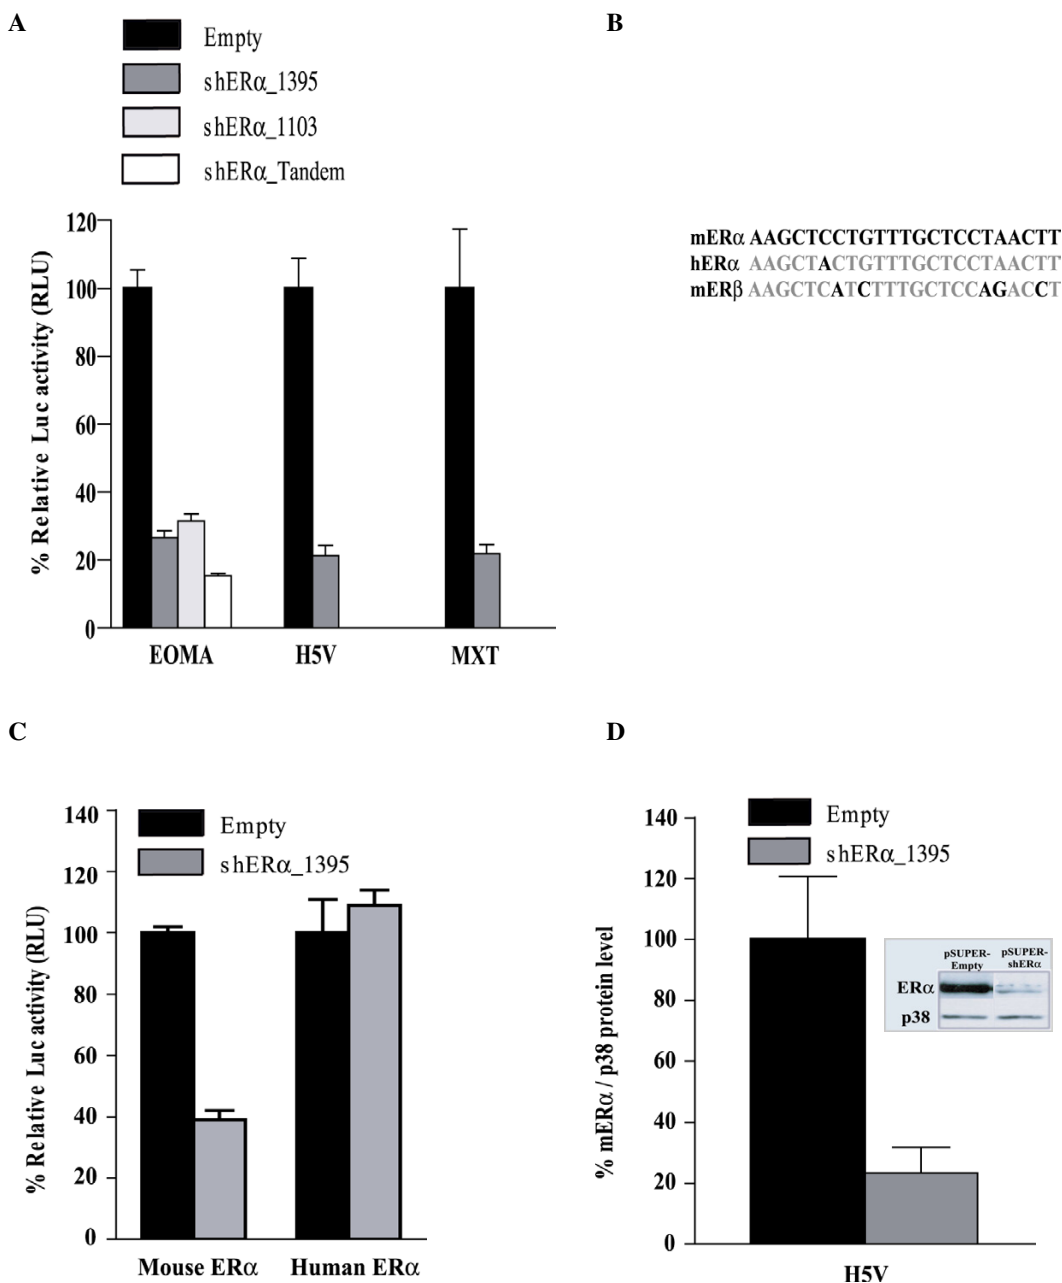 A
Empty
shERα_1395
shERα_1103
shERα_Tandem
% Relative Luc activity (RLU)
120
100
80
60
40
20
0
EOMA H5V MXT
B
mERα AAGCTCCTGTTTGCTCCTAACTT
hERα AAGCTACTGTTTGCTCCTAACTT
mERβ AAGCTCATCTTTGCTCCAGACCT
C
Empty
shERα_1395
% Relative Luc activity (RLU)
140
120
100
80
60
40
20
0
Mouse ERα Human ERα
D
Empty
shERα_1395
% mERα / p38 protein level
140
120
100
80
60
40
20
0
pSUPER-Empty pSUPER-shERα
ERα
p38
H5V